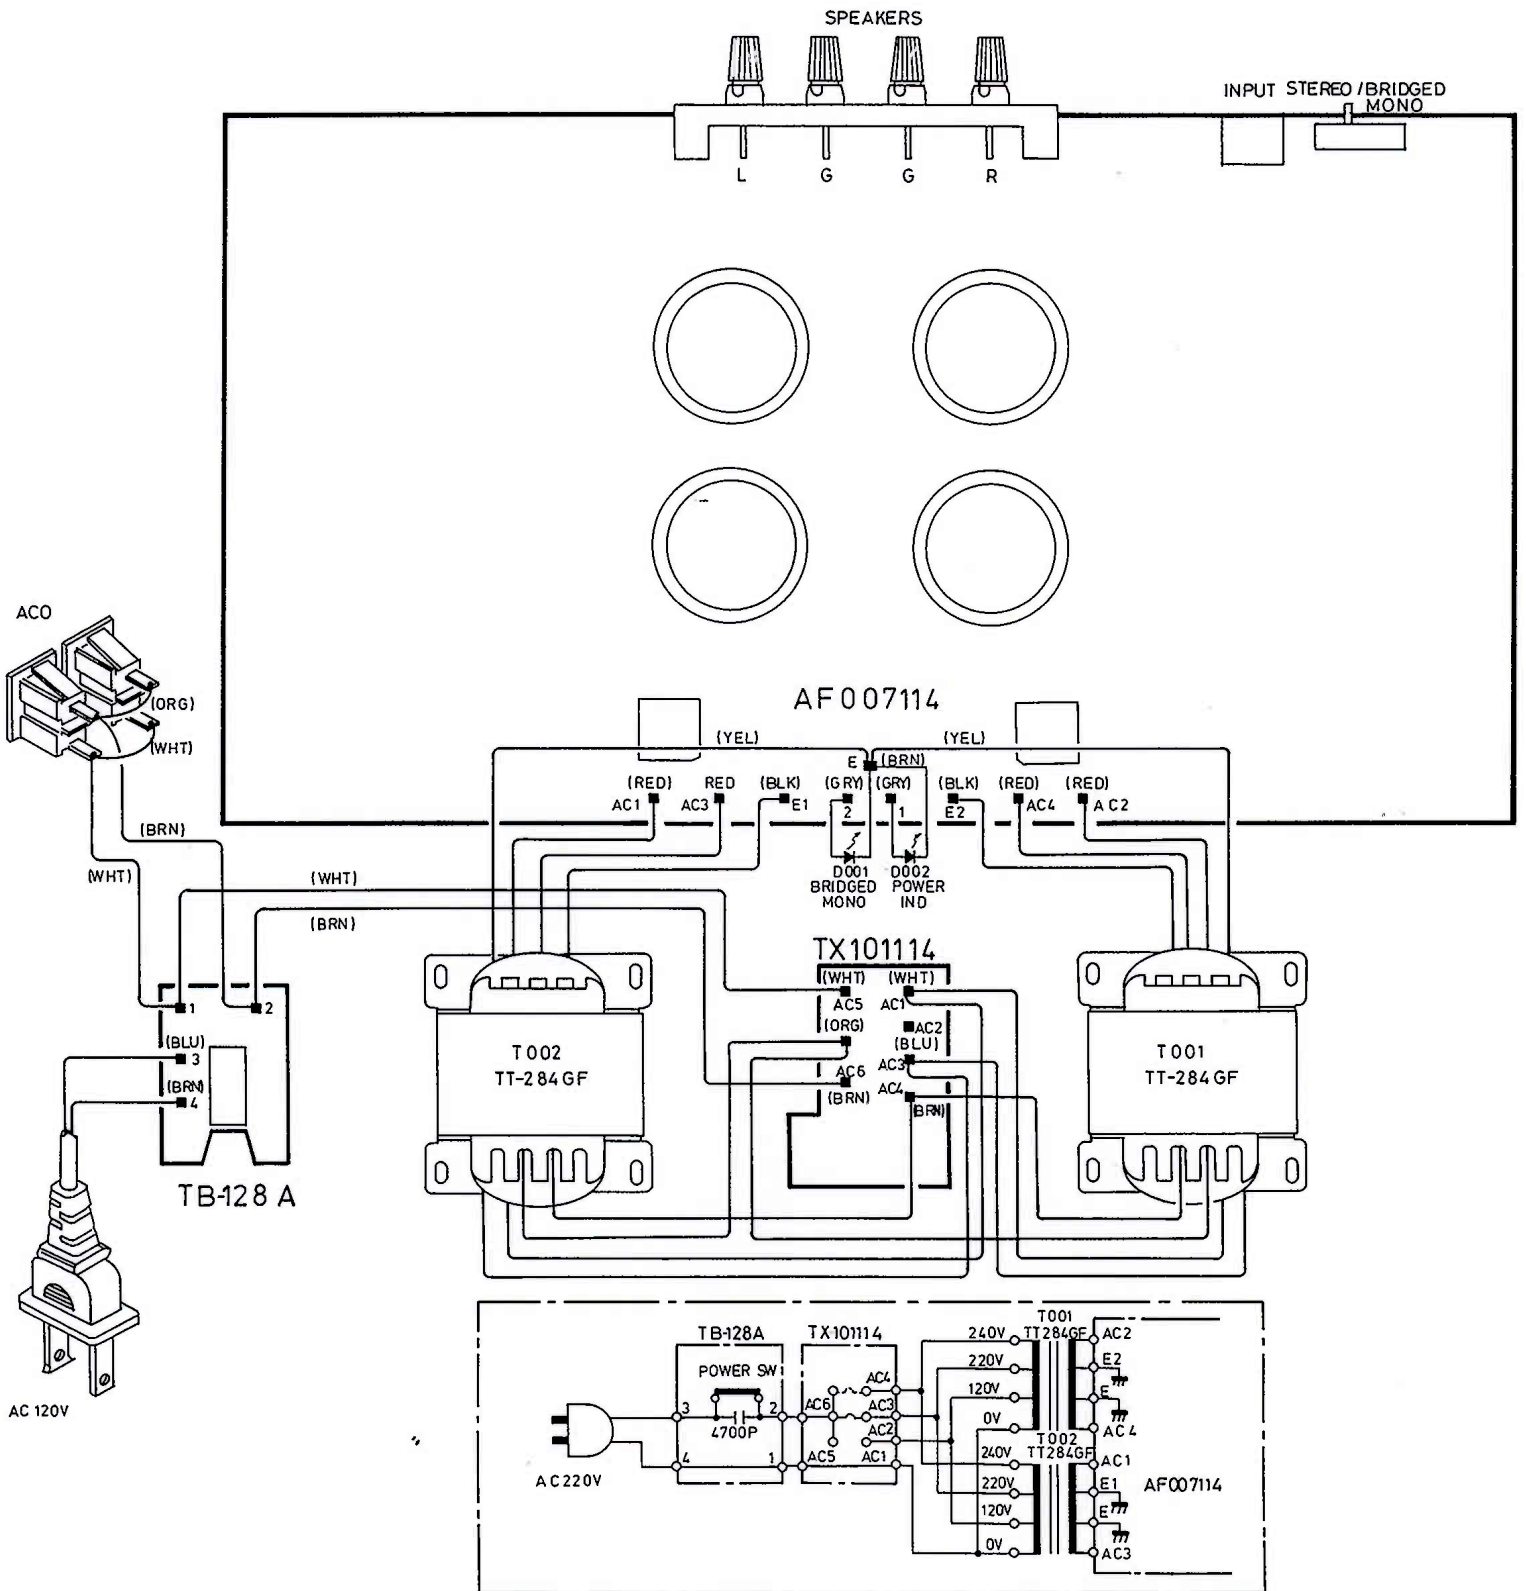 SPEAKERS
INPUT STEREO/BRIDGED
MONO
L G G R
ACO
(ORG)
(WHT)
AF007114
(YEL) (YEL)
E (BRN)
(RED) RED (BLK) (GRY) (GRY) (BLK) (RED) (RED)
AC1 AC3 E1 2 1 E2 AC4 AC2
(BRN)
(WHT)
D001 D002
BRIDGED POWER
MONO IND
(WHT)
(BRN)
TX101114
(WHT) (WHT)
AC5 AC1
(ORG) AC2
(BLU)
AC6 AC3
(BRN) AC4
(BRN)
1 2
(BLU)
3
(BRN)
4
TB-128A
T002
TT-284GF
T001
TT-284GF
AC 120V
TB-128A TX101114
POWER SW
3 2
4700P
4 1
AC220V
AC6 AC4
AC3
AC2
AC5 AC1
T001
TT284GF
240V AC2
220V E2
120V E
0V AC4
T002
TT284GF
240V AC1
220V E1
120V E
0V AC3
AF007114